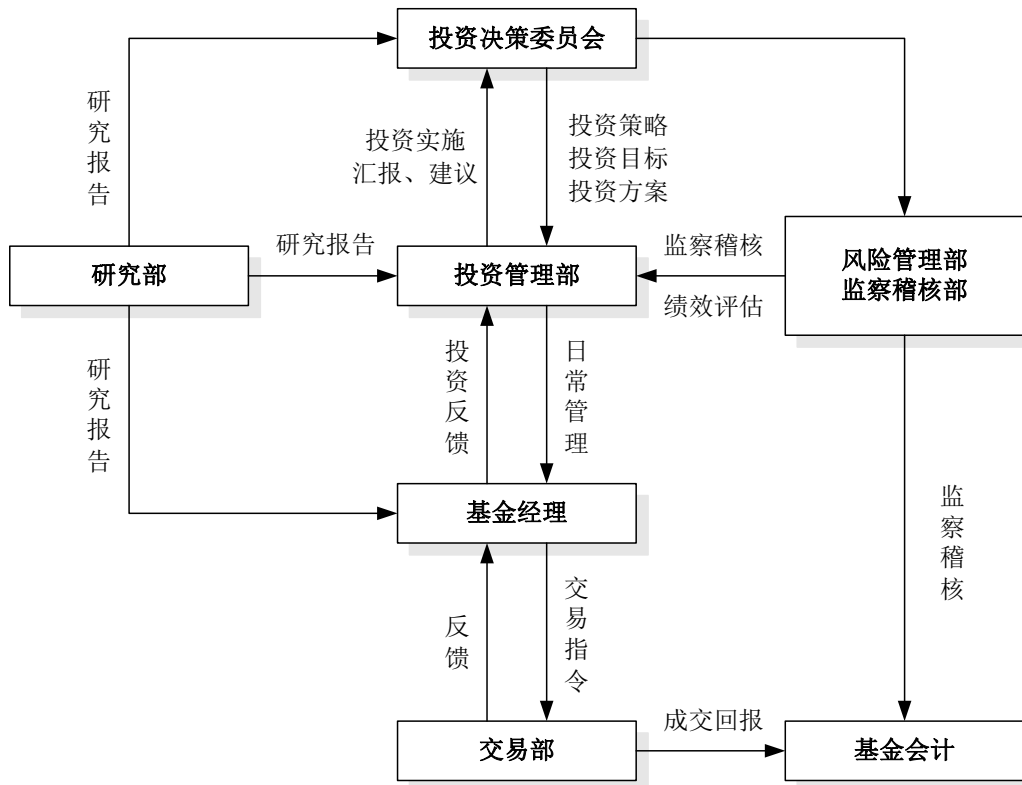 投资决策委员会
研究报告
投资实施
汇报、建议
投资策略
投资目标
投资方案
研究部
研究报告
投资管理部
监察稽核
绩效评估
风险管理部
监察稽核部
研究报告
投资反馈
日常管理
基金经理
监察稽核
反馈
交易指令
交易部
成交回报
基金会计